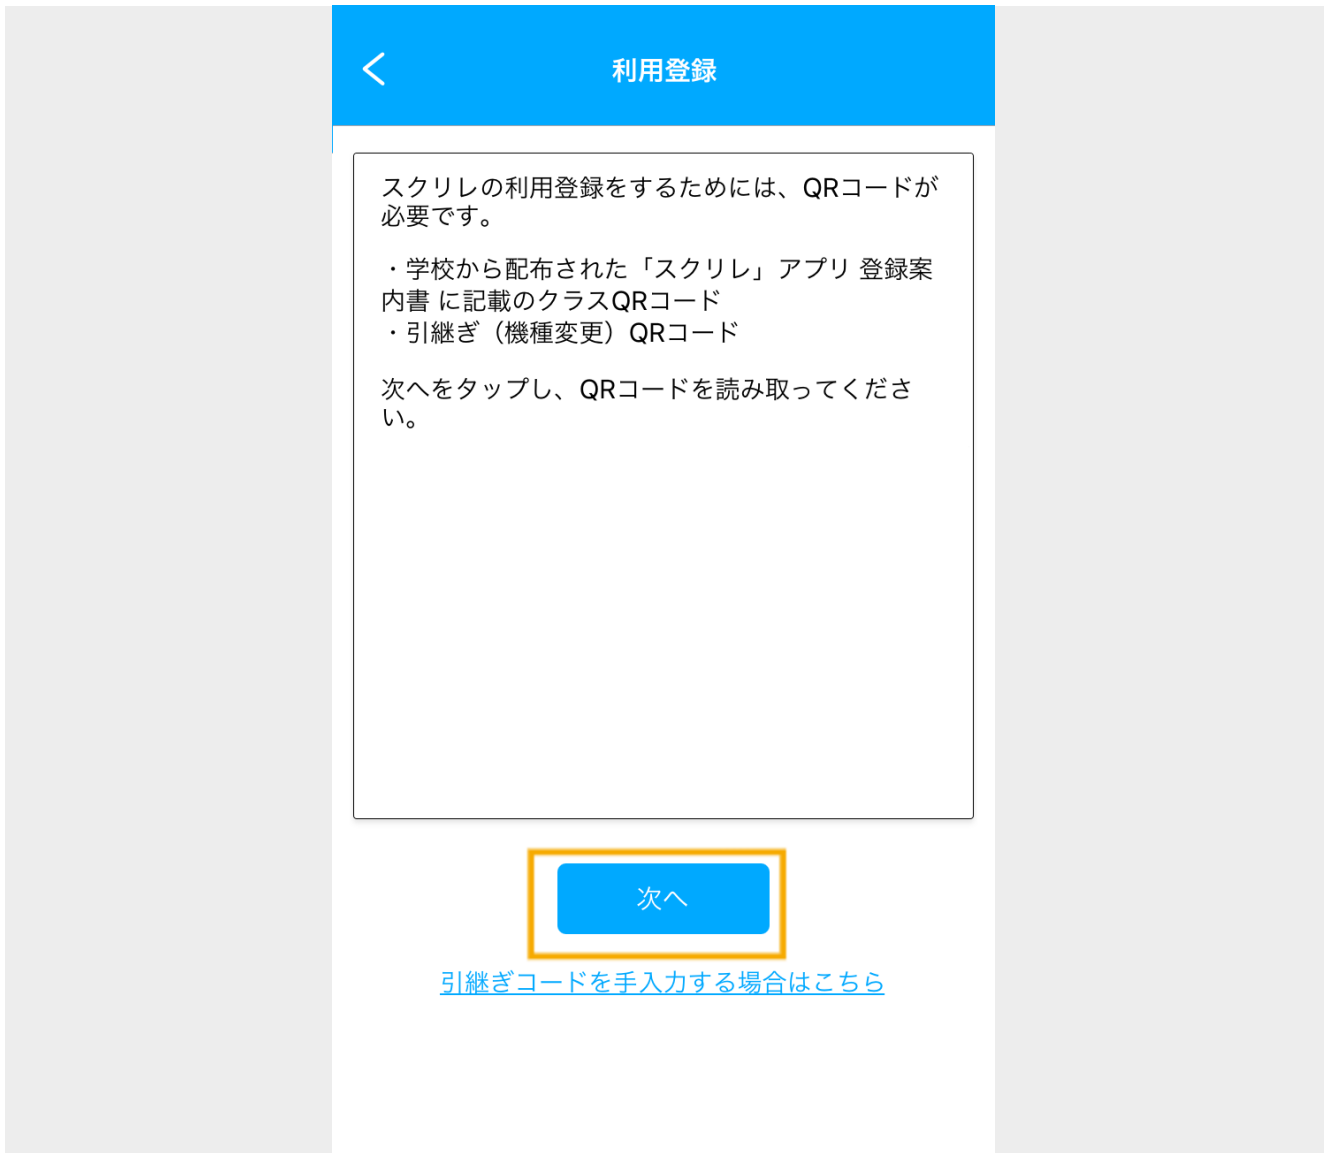 利用登録
スクリレの利用登録をするためには、QRコードが
必要です。
・学校から配布された「スクリレ」アプリ 登録案
内書 に記載のクラスQRコード
・引継ぎ（機種変更）QRコード
次へをタップし、QRコードを読み取ってくださ
い。
次へ
引継ぎコードを手入力する場合はこちら